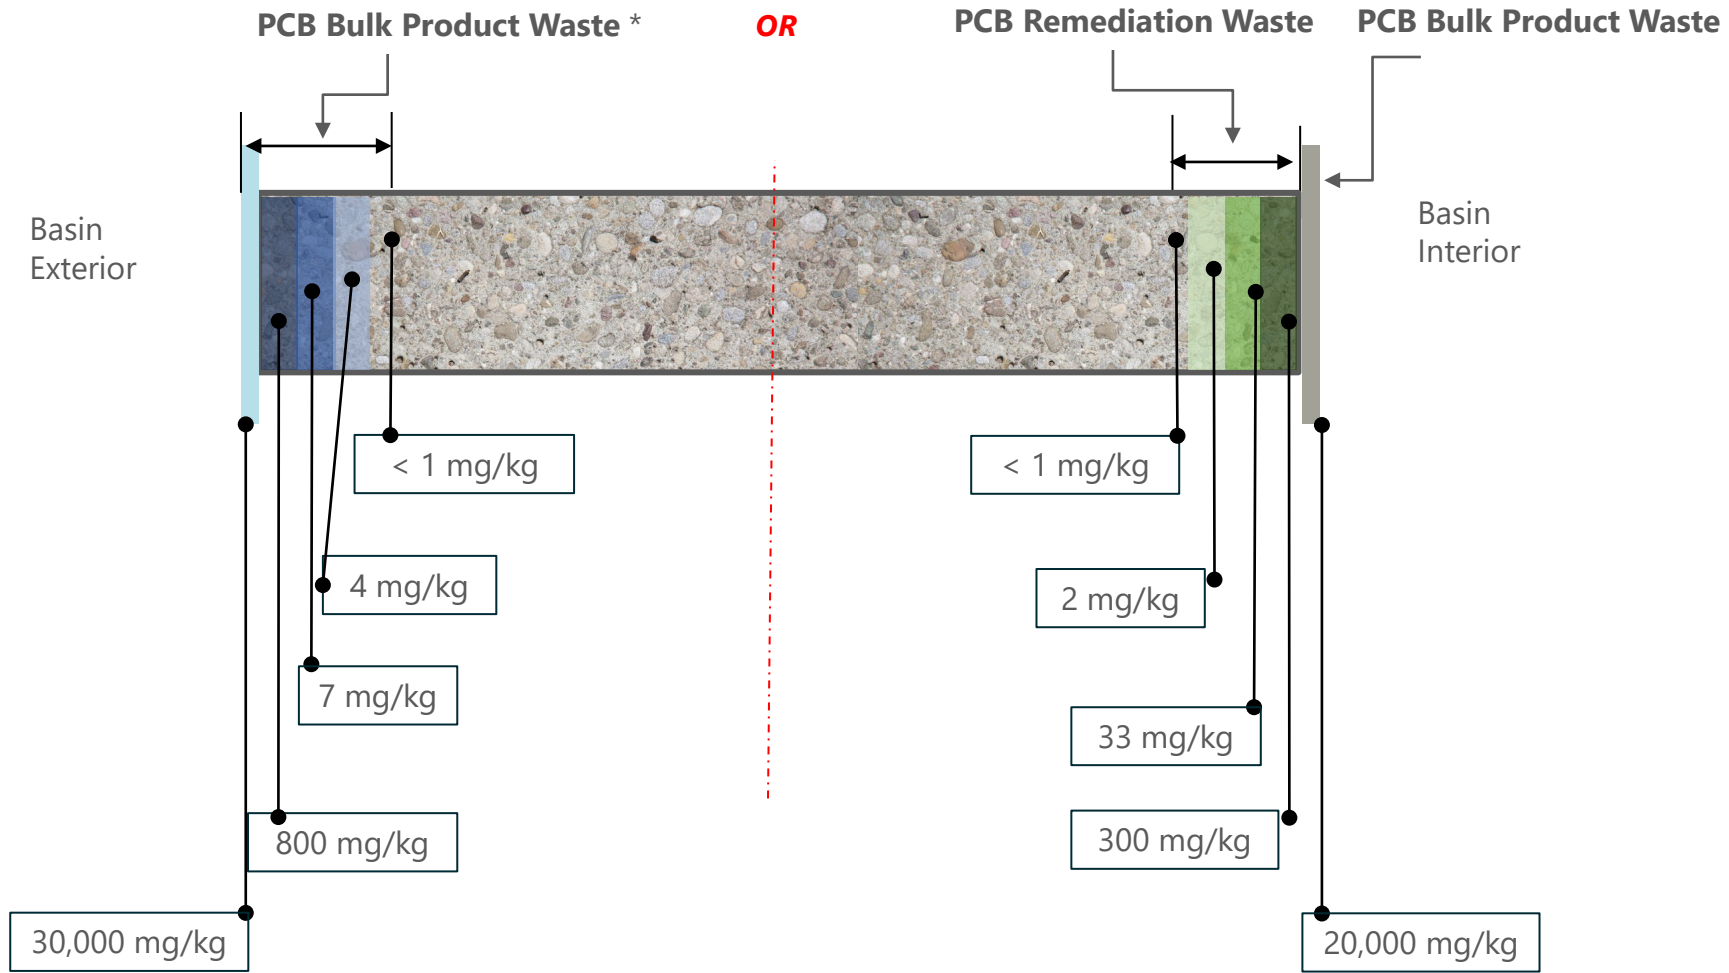 PCB Bulk Product Waste *
OR
PCB Remediation Waste
PCB Bulk Product Waste
Basin
Exterior
Basin
Interior
< 1 mg/kg
< 1 mg/kg
4 mg/kg
2 mg/kg
7 mg/kg
33 mg/kg
800 mg/kg
300 mg/kg
30,000 mg/kg
20,000 mg/kg